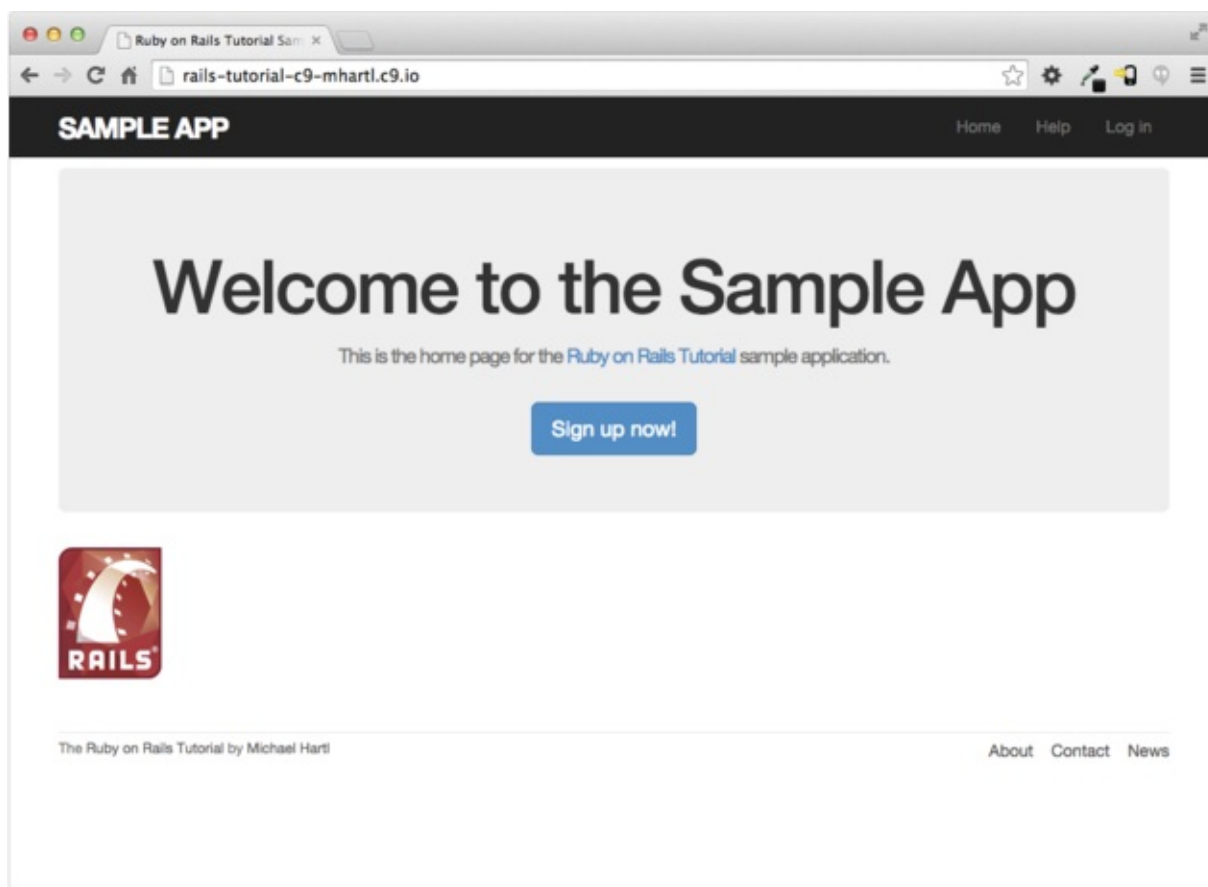 Ruby on Rails Tutorial Sam
rails-tutorial-c9-mhartl.c9.io
SAMPLE APP
Home Help Log in
Welcome to the Sample App
This is the home page for the Ruby on Rails Tutorial sample application.
Sign up now!
RAILS
The Ruby on Rails Tutorial by Michael Hartl
About Contact News